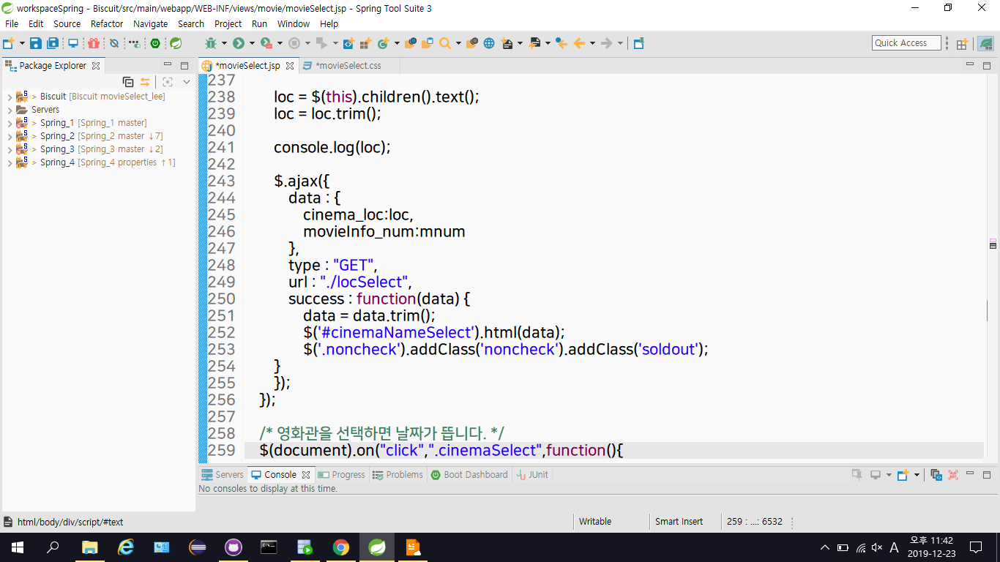 workspaceSpring - Biscuit/src/main/webapp/WEB-INF/views/movie/movieSelect.jsp - Spring Tool Suite 3
File Edit Source Refactor Navigate Search Project Run Window Help
Quick Access
Package Explorer
*movieSelect.jsp *movieSelect.css
> Biscuit [Biscuit movieSelect_lee]
Servers
> Spring_1 [Spring_1 master]
> Spring_2 [Spring_2 master ↓7]
> Spring_3 [Spring_3 master ↓2]
> Spring_4 [Spring_4 properties ↑1]
237
238 loc = $(this).children().text();
239 loc = loc.trim();
240
241 console.log(loc);
242
243 $.ajax({
244 data : {
245 cinema_loc:loc,
246 movieInfo_num:mnum
247 },
248 type : "GET",
249 url : "./locSelect",
250 success : function(data) {
251 data = data.trim();
252 $('#cinemaNameSelect').html(data);
253 $('.noncheck').addClass('noncheck').addClass('soldout');
254 }
255 });
256 });
257
258 /* 영화관을 선택하면 날짜가 뜹니다. */
259 $(document).on("click",".cinemaSelect",function(){
Servers Console Progress Problems Boot Dashboard JUnit
No consoles to display at this time.
html/body/div/script/#text Writable Smart Insert 259 : ...: 6532
A 오후 11:42
2019-12-23